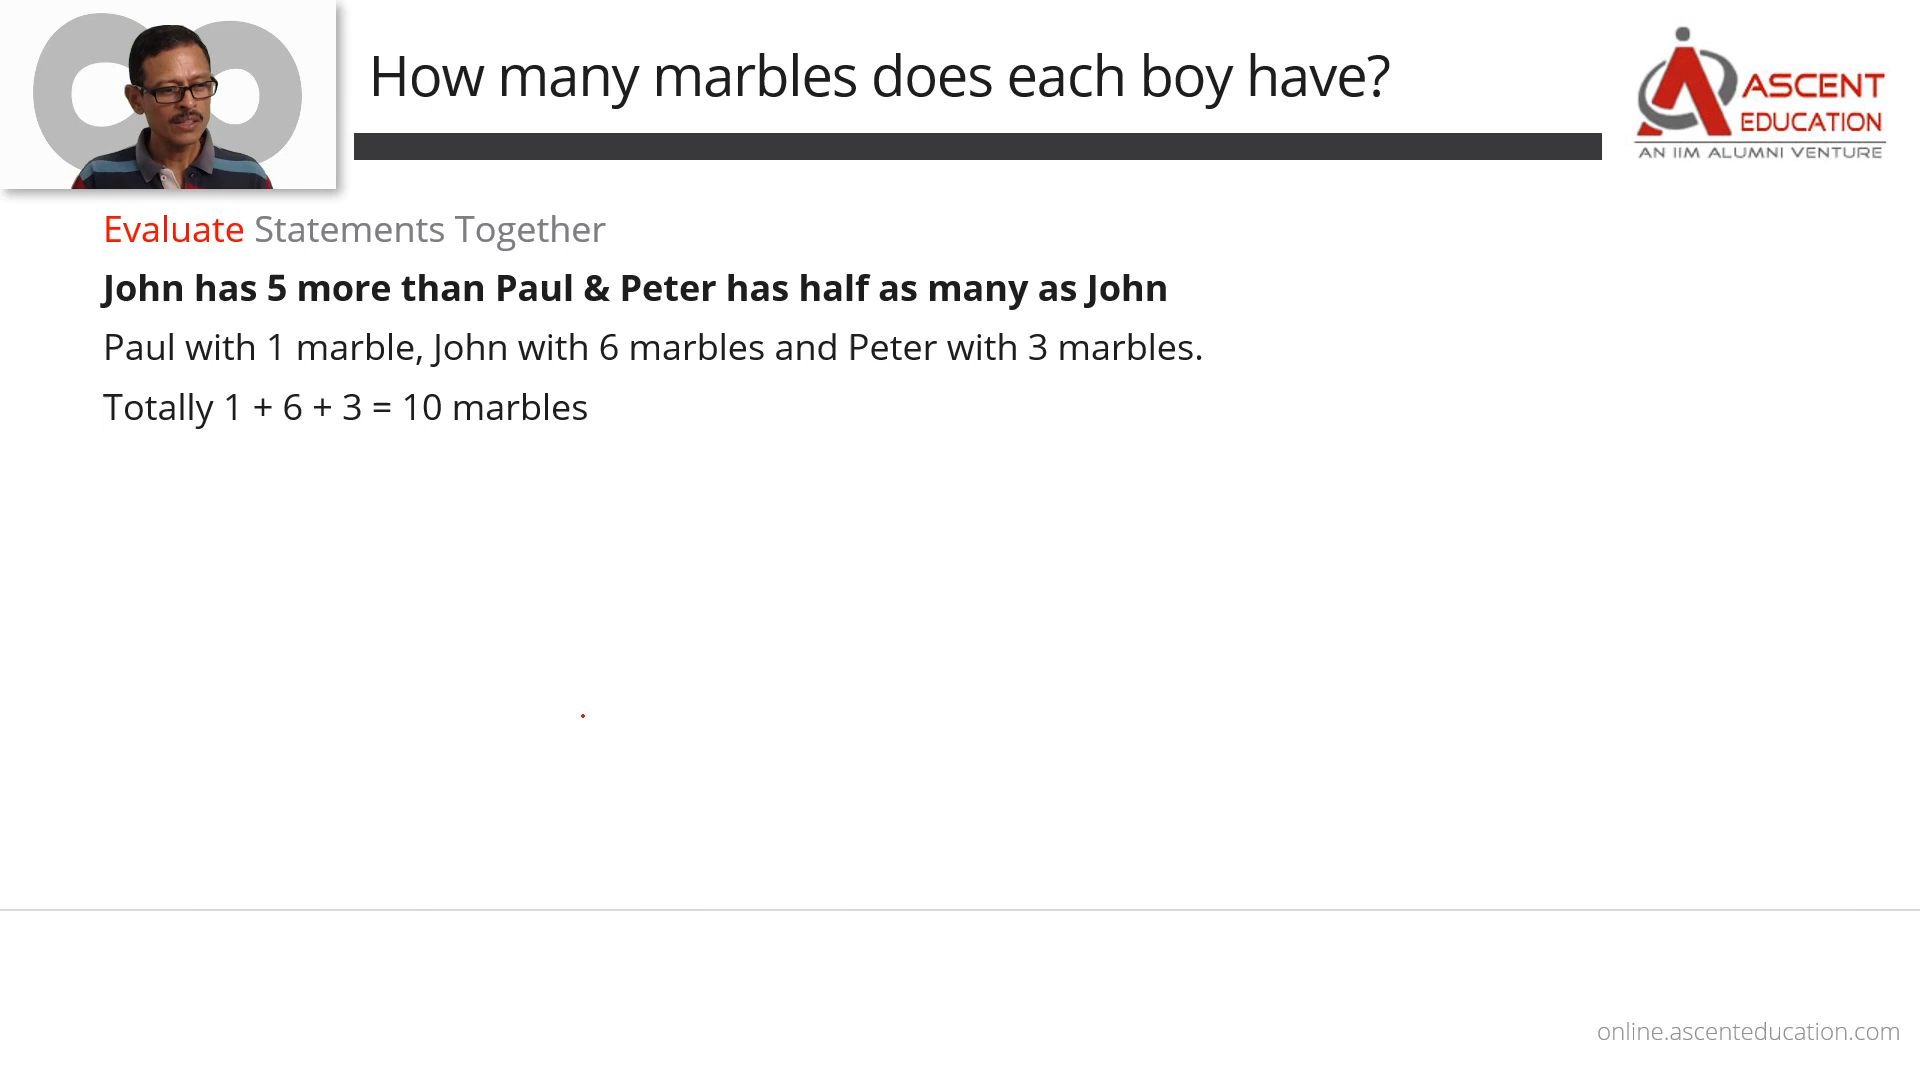 How many marbles does each boy have?
ASCENT
EDUCATION
AN IIM ALUMNI VENTURE
Evaluate Statements Together
John has 5 more than Paul & Peter has half as many as John
Paul with 1 marble, John with 6 marbles and Peter with 3 marbles.
Totally 1 + 6 + 3 = 10 marbles
online.ascenteducation.com